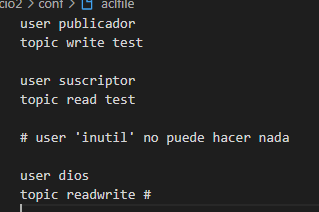 cio2 > conf > aclfile
user publicador
topic write test
user suscriptor
topic read test
# user 'inutil' no puede hacer nada
user dios
topic readwrite #